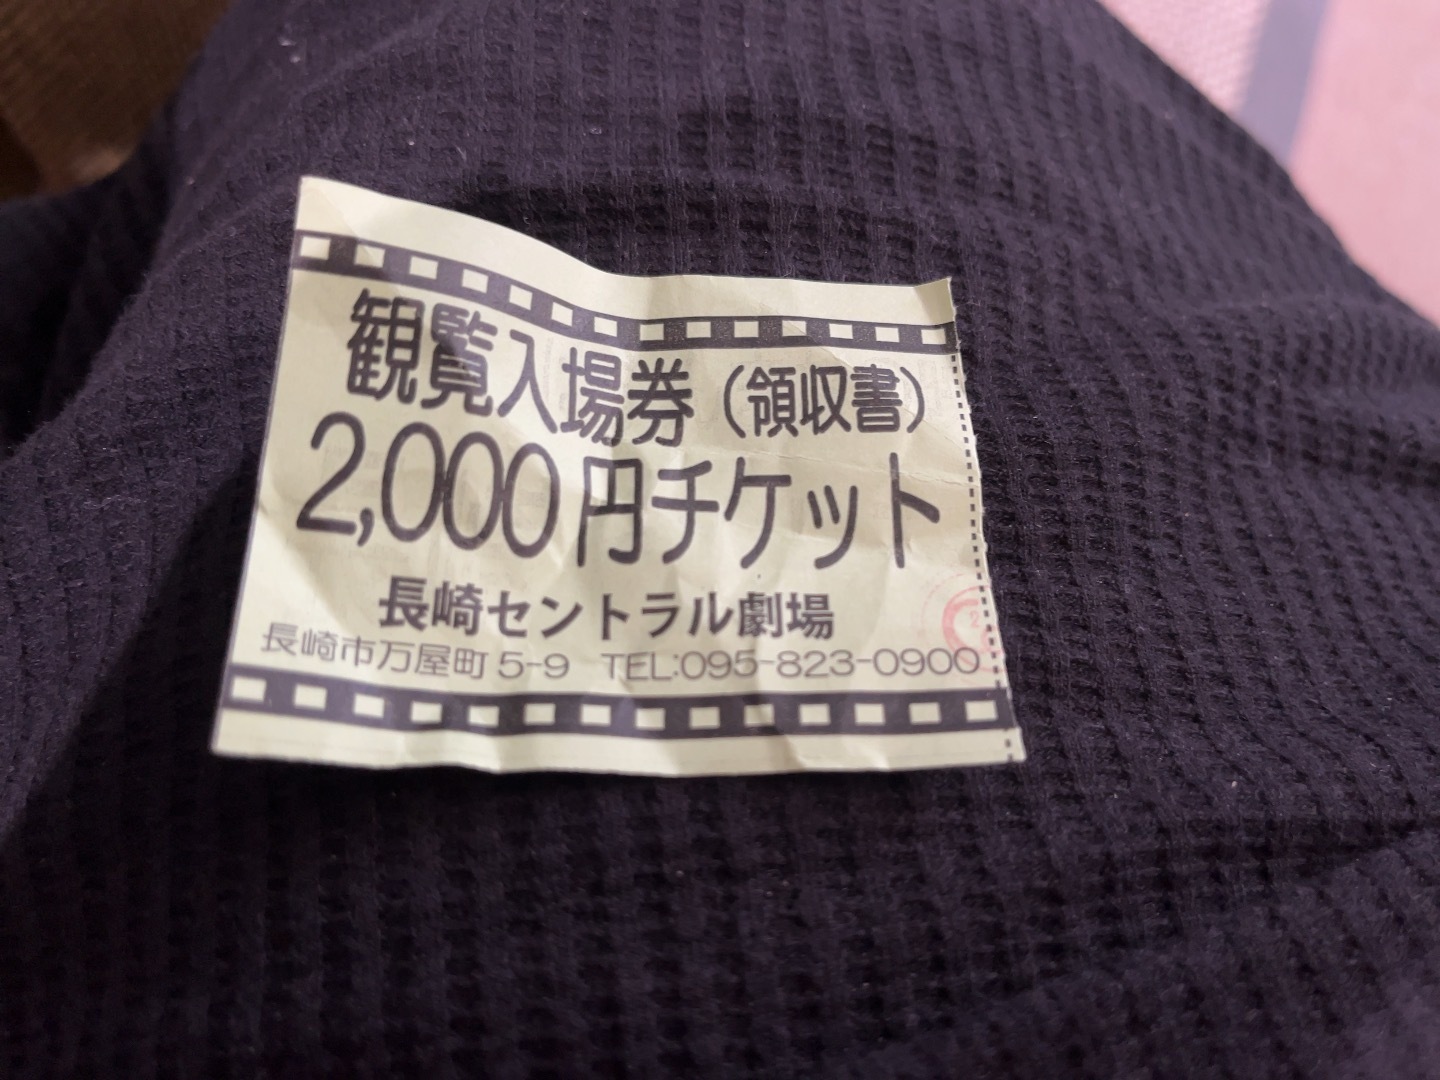 観覧入場券（領収書）
2,000円チケット
長崎セントラル劇場
長崎市万屋町5-9 TEL:095-823-0900